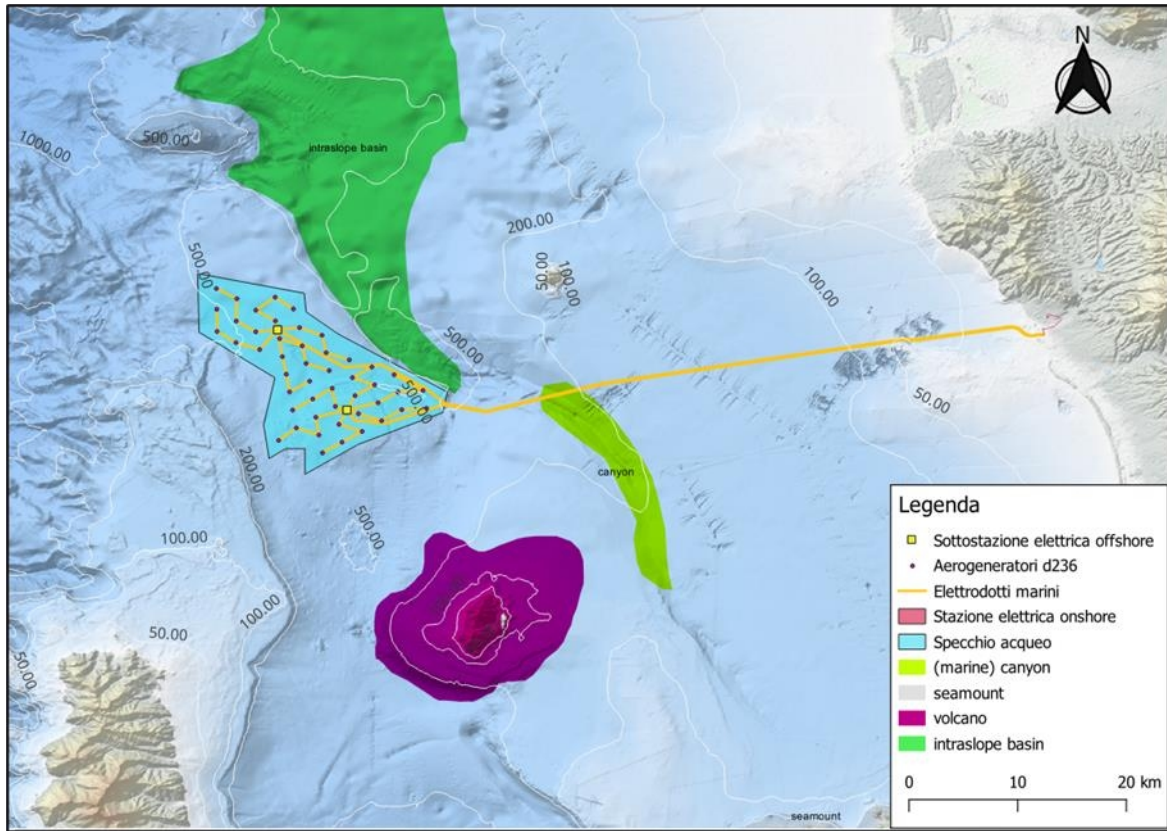 N
500.00
1000.00
intraslope basin
200.00
500.00
50.00
100.00
100.00
500.00
50.00
500.00
canyon
200.00
500.00
100.00
100.00
50.00
50.00
seamount
Legenda
Sottostazione elettrica offshore
Aerogeneratori d236
Elettrodotti marini
Stazione elettrica onshore
Specchio acqueo
(marine) canyon
seamount
volcano
intraslope basin
0 10 20 km